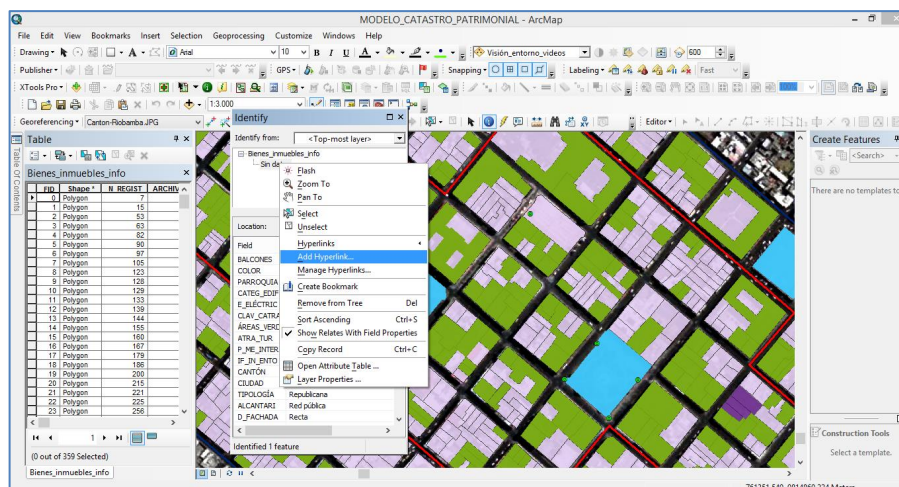 MODELO_CATASTRO_PATRIMONIAL - ArcMap
File Edit View Bookmarks Insert Selection Geoprocessing Customize Windows Help
Drawing Arial 10 B I U A Visión_entorno_videos 600
Publisher GPS Snapping Labeling Fast
XTools Pro
1:3.000
Georeferencing Canton-Riobamba.JPG Editor
Table Of Contents
Table
Bienes_inmuebles_info
FID Shape * N REGIST ARCHIV
0 Polygon 7
1 Polygon 15
2 Polygon 53
3 Polygon 63
4 Polygon 82
5 Polygon 90
6 Polygon 97
7 Polygon 105
8 Polygon 123
9 Polygon 128
10 Polygon 129
11 Polygon 133
12 Polygon 139
13 Polygon 144
14 Polygon 155
15 Polygon 160
16 Polygon 167
17 Polygon 179
18 Polygon 186
19 Polygon 200
20 Polygon 215
21 Polygon 221
22 Polygon 225
23 Polygon 256
1
(0 out of 359 Selected)
Bienes_inmuebles_info
Identify
Identify from: <Top-most layer>
Bienes_inmuebles_info
Sin da
Location:
Field
BALCONES
COLOR
PARROQUIA
CATEG_EDIF
E_ELÉCTRIC
CLAV_CATRA
ÁREAS_VERD
ATRA_TUR
P_ME_INTER
IF_IN_ENTO
CANTÓN
CIUDAD
TIPOLOGÍA Republicana
ALCANTARI Red pública
D_FACHADA Recta
Identified 1 feature
Flash
Zoom To
Pan To
Select
Unselect
Hyperlinks
Add Hyperlink...
Manage Hyperlinks...
Create Bookmark
Remove from Tree Del
Sort Ascending Ctrl+S
Show Relates With Field Properties
Copy Record Ctrl+C
Open Attribute Table ...
Layer Properties ...
Create Features
<Search>
There are no templates to
Construction Tools
Select a template.